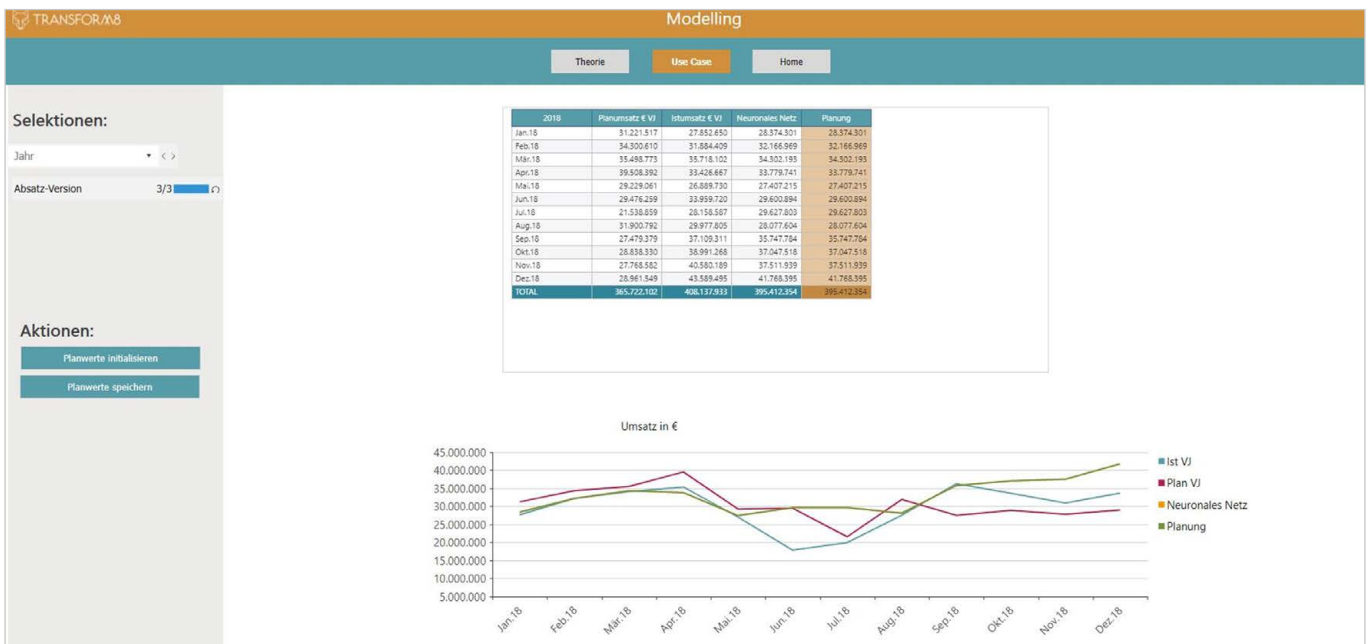 TRANSFORM8
Modelling
Theorie Use Case Home
Selektionen:
Jahr
Absatz-Version 3/3
Aktionen:
Planwerte initialisieren
Planwerte speichern
2018 Planumsatz € VJ Istumsatz € VJ Neuronales Netz Planung
Jan.18 31.221.517 27.852.650 28.374.301 28.374.301
Feb.18 34.300.610 31.884.409 32.166.969 32.166.969
Mär.18 35.498.773 35.718.102 34.302.193 34.302.193
Apr.18 39.508.392 33.426.667 33.779.741 33.779.741
Mai.18 29.229.061 26.889.730 27.407.215 27.407.215
Jun.18 29.476.259 33.959.720 29.600.894 29.600.894
Jul.18 21.538.859 28.158.587 29.627.803 29.627.803
Aug.18 31.900.792 29.977.805 28.077.604 28.077.604
Sep.18 27.479.379 37.109.311 35.747.784 35.747.784
Okt.18 28.838.330 38.991.268 37.047.518 37.047.518
Nov.18 27.768.582 40.580.189 37.511.939 37.511.939
Dez.18 28.961.549 43.589.495 41.768.395 41.768.395
TOTAL 365.722.102 408.137.933 395.412.354 395.412.354
Umsatz in €
45.000.000
40.000.000
35.000.000
30.000.000
25.000.000
20.000.000
15.000.000
10.000.000
5.000.000
Jan.18 Feb.18 Mär.18 Apr.18 Mai.18 Jun.18 Jul.18 Aug.18 Sep.18 Okt.18 Nov.18 Dez.18
Ist VJ
Plan VJ
Neuronales Netz
Planung